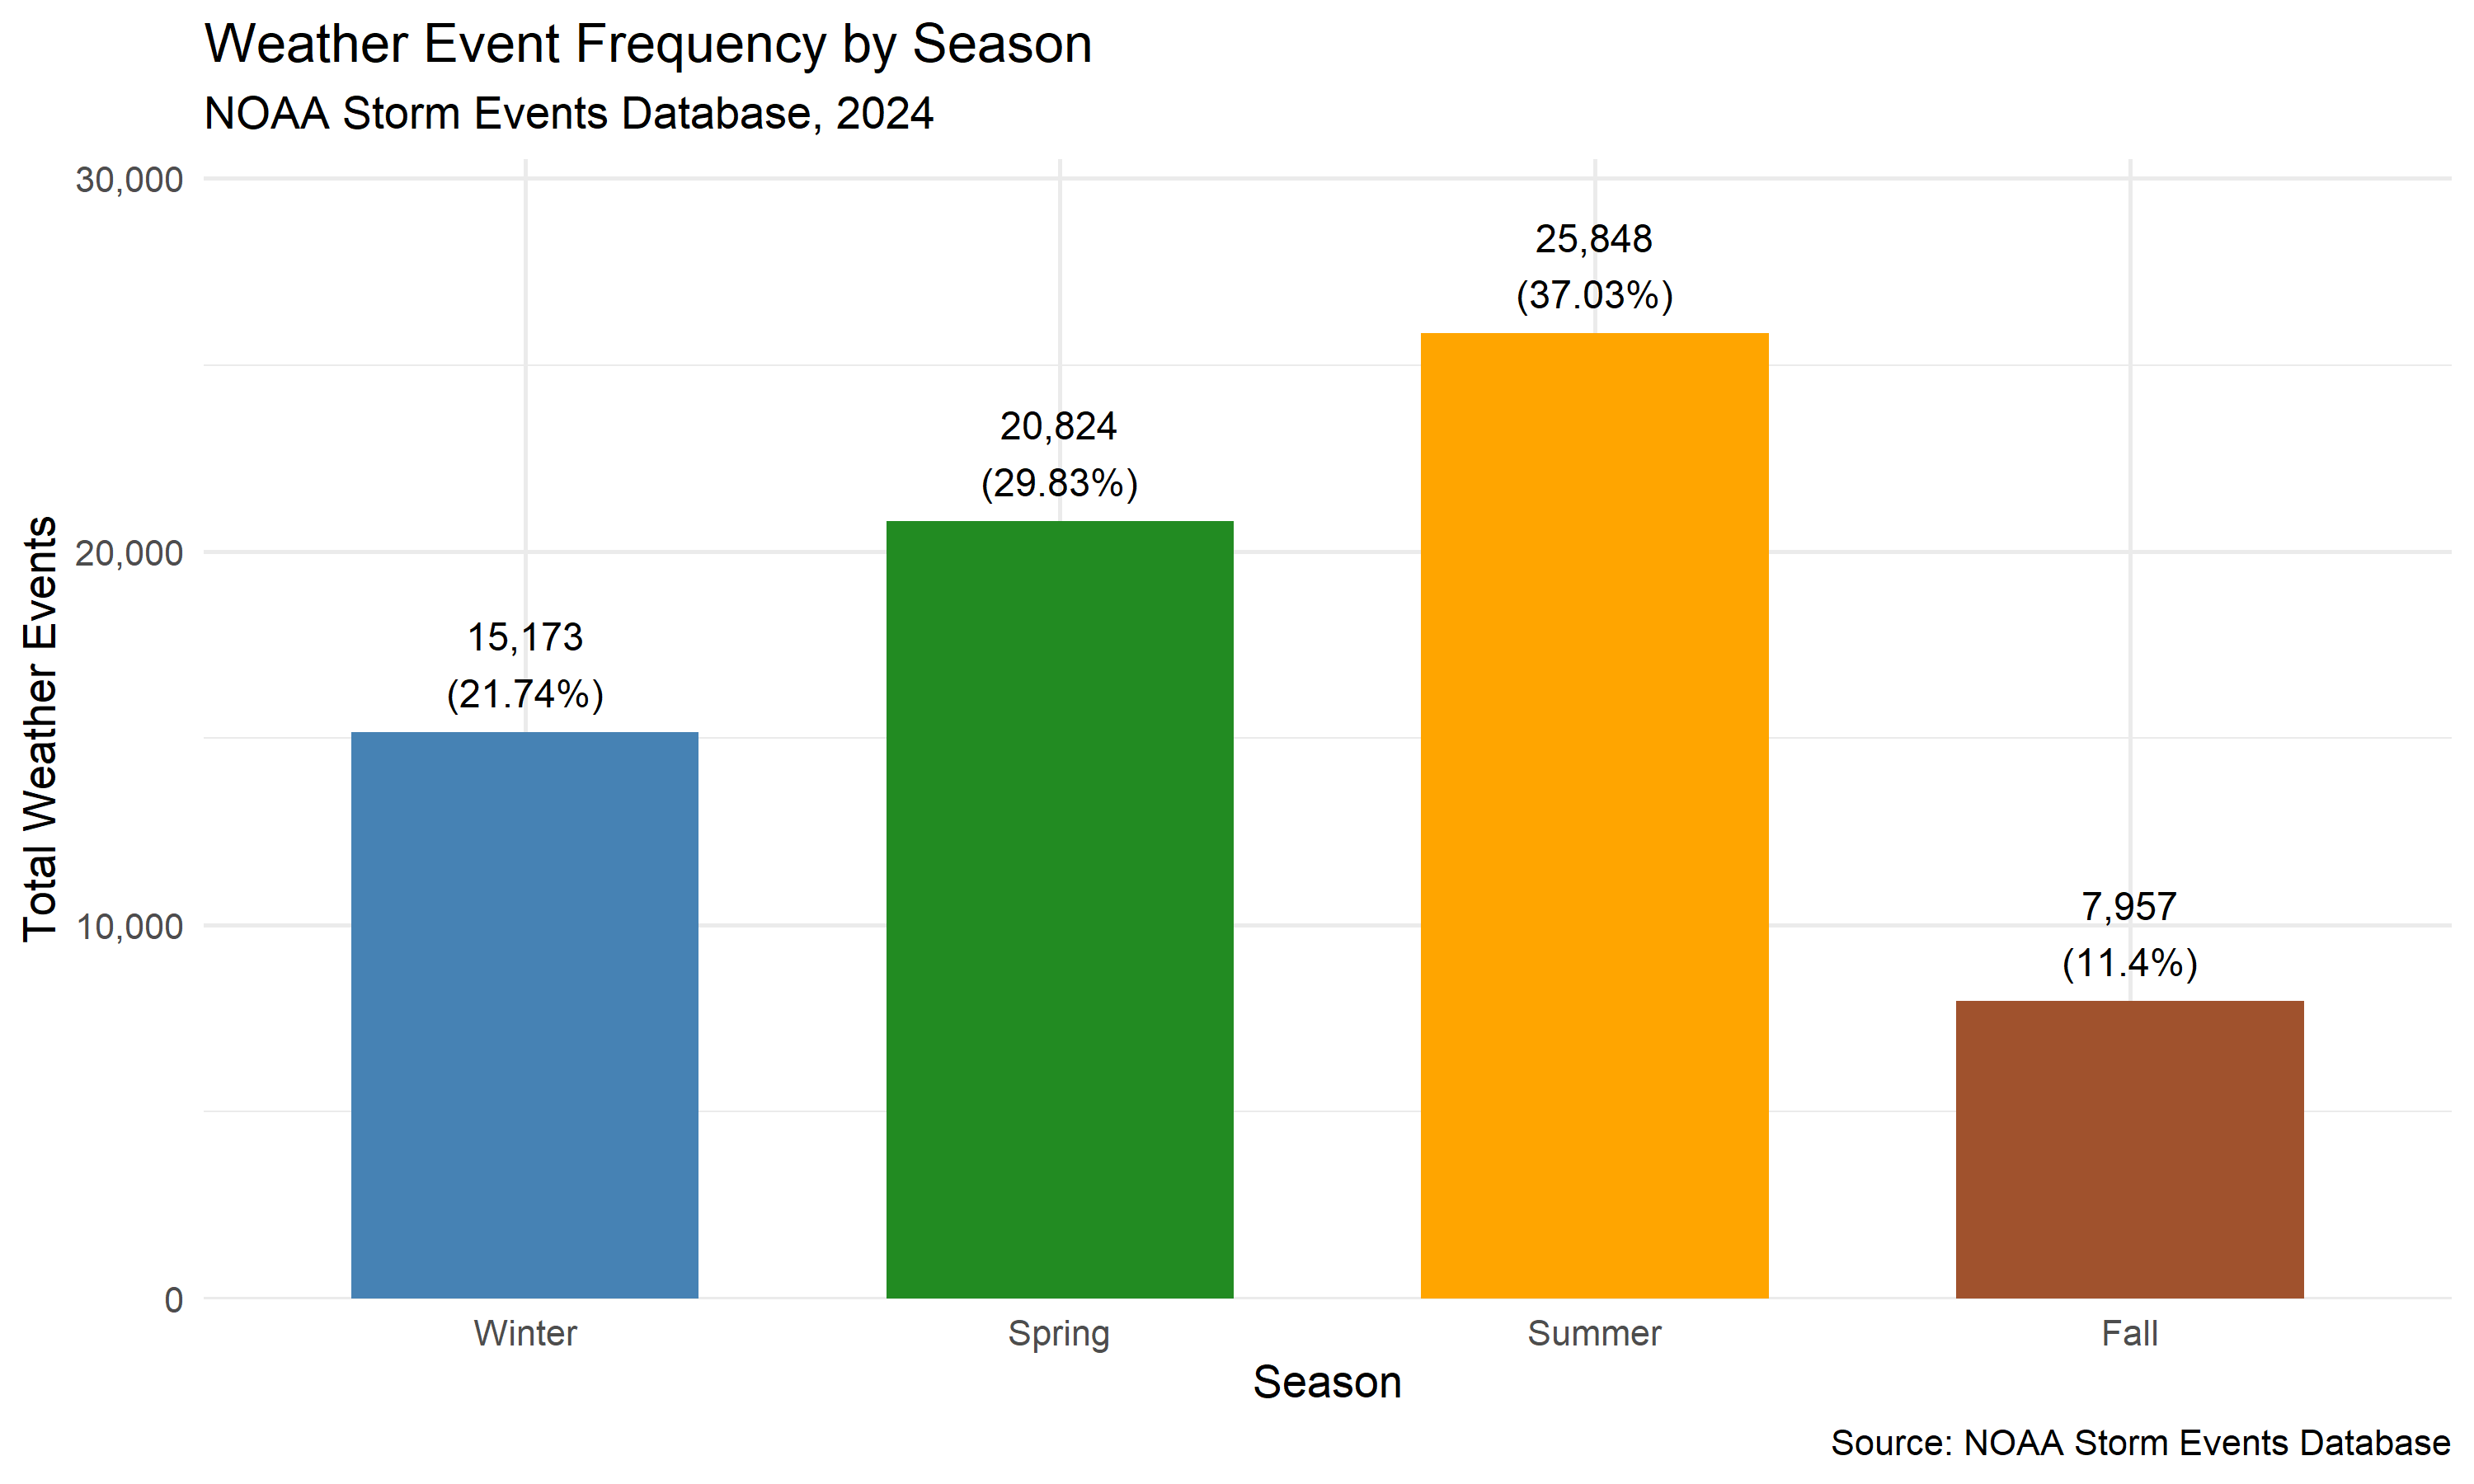 Weather Event Frequency by Season
NOAA Storm Events Database, 2024
Total Weather Events
30,000
20,000
10,000
0
15,173
(21.74%)
20,824
(29.83%)
25,848
(37.03%)
7,957
(11.4%)
Winter
Spring
Summer
Fall
Season
Source: NOAA Storm Events Database